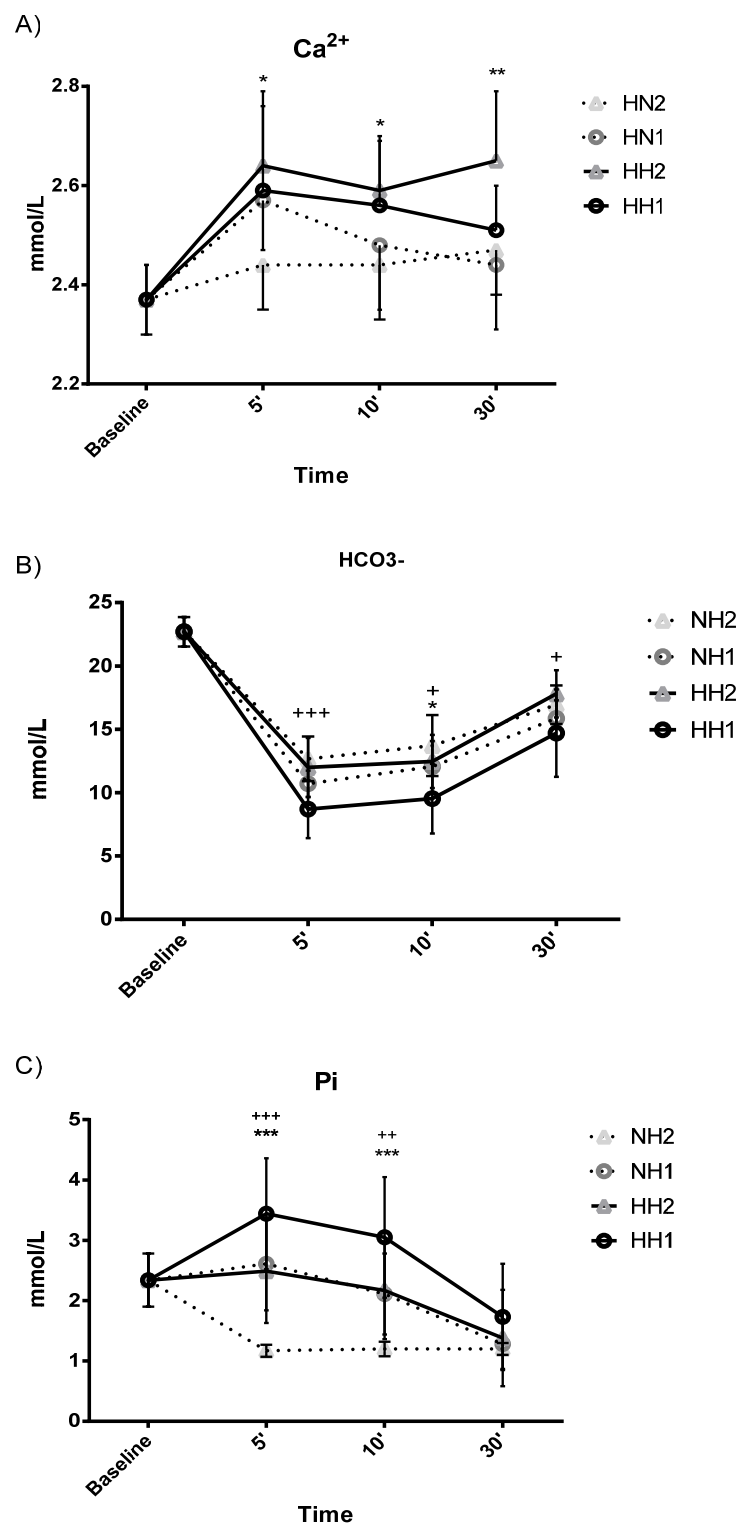 A)
Ca2+
*
*
**
HN2
HN1
HH2
HH1
2.8
2.6
2.4
2.2
mmol/L
Baseline
5'
10'
30'
Time
B)
HCO3-
+++
+
*
+
NH2
NH1
HH2
HH1
25
20
15
10
5
0
mmol/L
Baseline
5'
10'
30'
C)
Pi
+++
***
++
***
NH2
NH1
HH2
HH1
5
4
3
2
1
0
mmol/L
Baseline
5'
10'
30'
Time